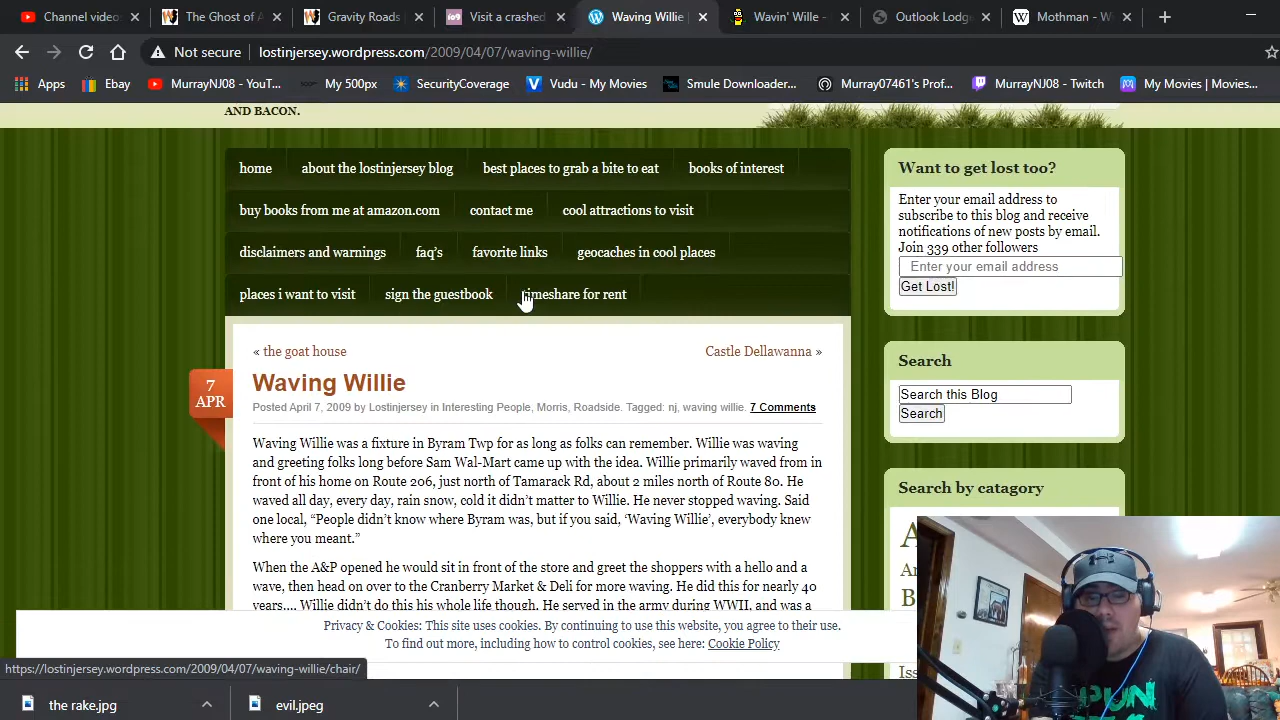 Channel video
The Ghost of A
Gravity Roads
io9 Visit a crashed
Waving Willie
Wavin' Wille -
Outlook Lodg
W Mothman - W
Not secure lostinjersey.wordpress.com/2009/04/07/waving-willie/
Apps Ebay MurrayNJ08 - YouT... My 500px SecurityCoverage Vudu - My Movies Smule Downloader... Murray07461's Prof... MurrayNJ08 - Twitch My Movies | Movies...
AND BACON.
home about the lostinjersey blog best places to grab a bite to eat books of interest
buy books from me at amazon.com contact me cool attractions to visit
disclaimers and warnings faq's favorite links geocaches in cool places
places i want to visit sign the guestbook timeshare for rent
« the goat house Castle Dellawanna »
7
APR
Waving Willie
Posted April 7, 2009 by Lostinjersey in Interesting People, Morris, Roadside. Tagged: nj, waving willie. 7 Comments
Waving Willie was a fixture in Byram Twp for as long as folks can remember. Willie was waving
and greeting folks long before Sam Wal-Mart came up with the idea. Willie primarily waved from in
front of his home on Route 206, just north of Tamarack Rd, about 2 miles north of Route 80. He
waved all day, every day, rain snow, cold it didn't matter to Willie. He never stopped waving. Said
one local, “People didn't know where Byram was, but if you said, ‘Waving Willie’, everybody knew
where you meant.”
When the A&P opened he would sit in front of the store and greet the shoppers with a hello and a
wave, then head on over to the Cranberry Market & Deli for more waving. He did this for nearly 40
years.... Willie didn't do this his whole life though. He served in the army during WWII, and was a
Want to get lost too?
Enter your email address to
subscribe to this blog and receive
notifications of new posts by email.
Join 339 other followers
Enter your email address
Get Lost!
Search
Search this Blog
Search
Search by catagory
Privacy & Cookies: This site uses cookies. By continuing to use this website, you agree to their use.
To find out more, including how to control cookies, see here: Cookie Policy
https://lostinjersey.wordpress.com/2009/04/07/waving-willie/chair/
the rake.jpg
evil.jpeg